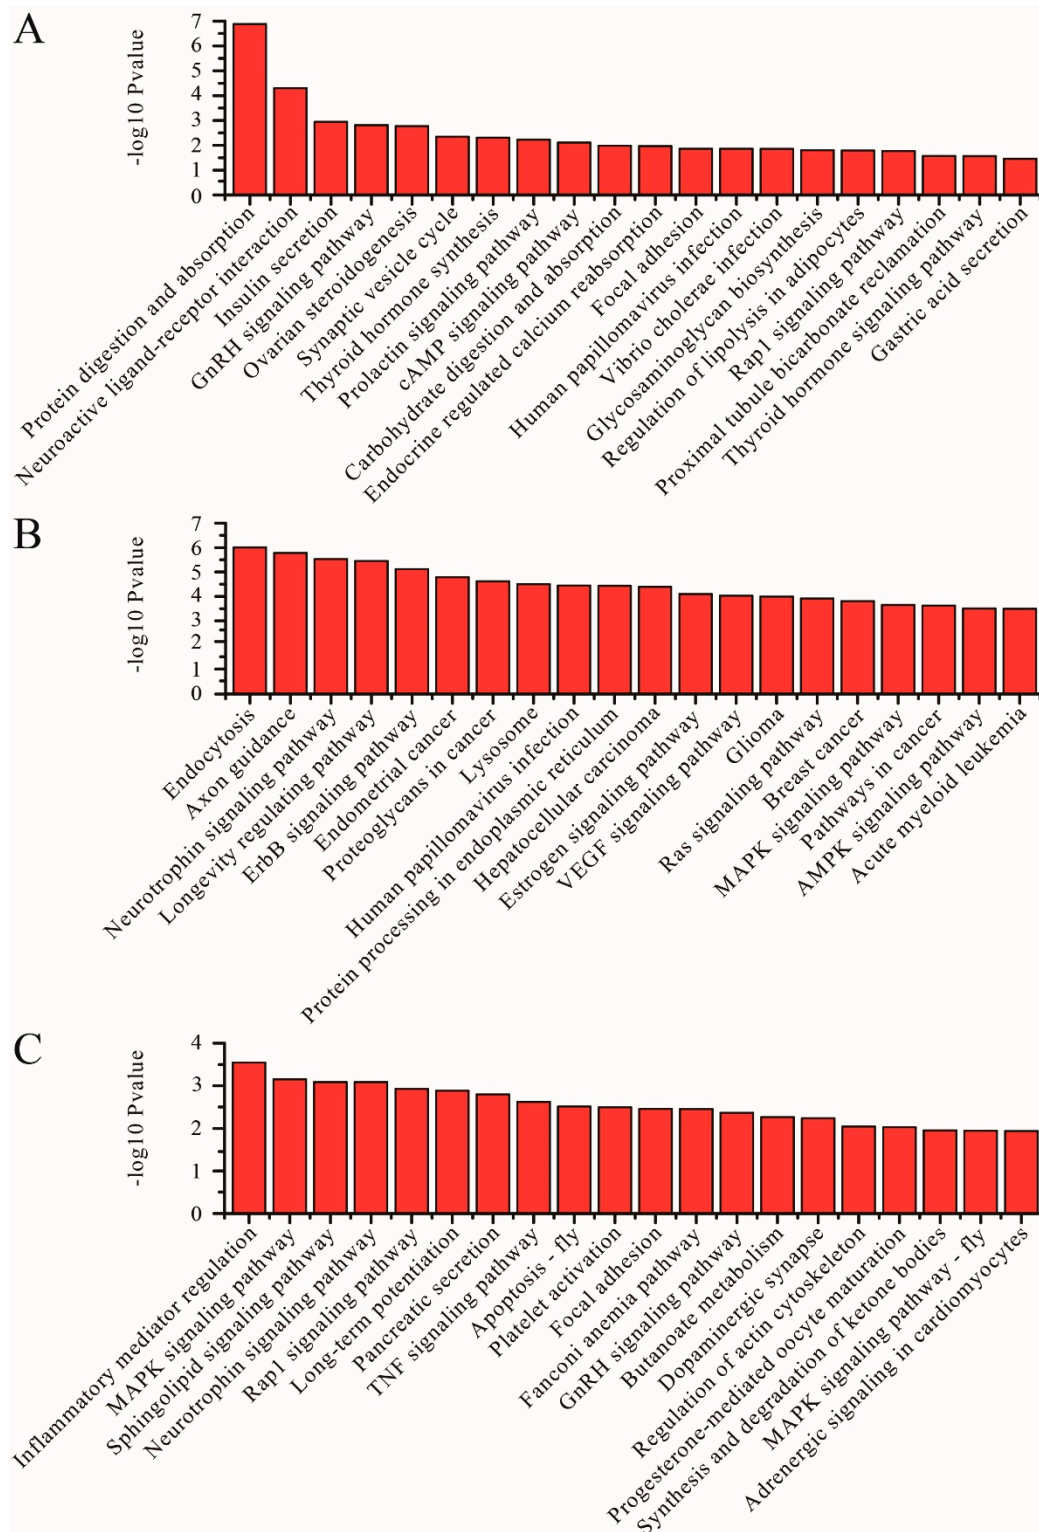 A
-log10 Pvalue
7
6
5
4
3
2
1
0
Protein digestion and absorption
Neuroactive ligand-receptor interaction
Insulin secretion
GnRH signaling pathway
Ovarian steroidogenesis
Synaptic vesicle cycle
Thyroid hormone synthesis
Prolactin signaling pathway
cAMP signaling pathway
Carbohydrate digestion and absorption
Endocrine regulated calcium reabsorption
Focal adhesion
Human papillomavirus infection
Vibrio cholerae infection
Glycosaminoglycan biosynthesis
Regulation of lipolysis in adipocytes
Rap1 signaling pathway
Proximal tubule bicarbonate reclamation
Thyroid hormone signaling pathway
Gastric acid secretion
B
-log10 Pvalue
7
6
5
4
3
2
1
0
Endocytosis
Axon guidance
Neurotrophin signaling pathway
Longevity regulating pathway
ErbB signaling pathway
Endometrial cancer
Proteoglycans in cancer
Lysosome
Human papillomavirus infection
Protein processing in endoplasmic reticulum
Hepatocellular carcinoma
Estrogen signaling pathway
VEGF signaling pathway
Glioma
Ras signaling pathway
Breast cancer
MAPK signaling pathway
Pathways in cancer
AMPK signaling pathway
Acute myeloid leukemia
C
-log10 Pvalue
4
3
2
1
0
Inflammatory mediator regulation
MAPK signaling pathway
Sphingolipid signaling pathway
Neurotrophin signaling pathway
Rap1 signaling pathway
Long-term potentiation
Pancreatic secretion
TNF signaling pathway
Apoptosis - fly
Platelet activation
Focal adhesion
Fanconi anemia pathway
GnRH signaling pathway
Butanoate metabolism
Dopaminergic synapse
Regulation of actin cytoskeleton
Progesterone-mediated oocyte maturation
Synthesis and degradation of ketone bodies
MAPK signaling pathway - fly
Adrenergic signaling in cardiomyocytes